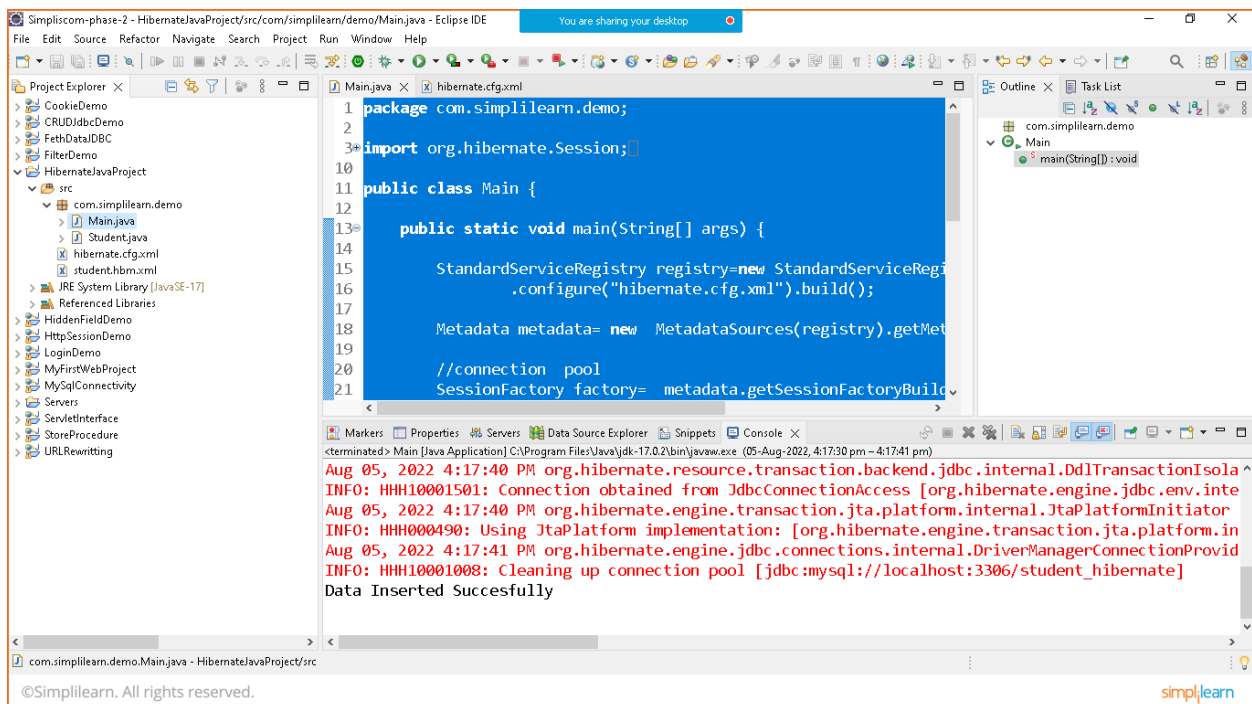 Simpliscom-phase-2 - HibernateJavaProject/src/com/simplilearn/demo/Main.java - Eclipse IDE
You are sharing your desktop
File Edit Source Refactor Navigate Search Project Run Window Help
Project Explorer
CookieDemo
CRUDJdbcDemo
FethDataJDBC
FilterDemo
HibernateJavaProject
src
com.simplilearn.demo
Main.java
Student.java
hibernate.cfg.xml
student.hbm.xml
JRE System Library [JavaSE-17]
Referenced Libraries
HiddenFieldDemo
HttpSessionDemo
LoginDemo
MyFirstWebProject
MySqlConnectivity
Servers
ServletInterface
StoreProcedure
URLRewritting
Main.java hibernate.cfg.xml
1 package com.simplilearn.demo;
2
3 import org.hibernate.Session;
10
11 public class Main {
12
13 public static void main(String[] args) {
14
15 StandardServiceRegistry registry=new StandardServiceRegi
16 .configure("hibernate.cfg.xml").build();
17
18 Metadata metadata= new MetadataSources(registry).getMet
19
20 //connection pool
21 SessionFactory factory= metadata.getSessionFactoryBuild
Outline Task List
com.simplilearn.demo
Main
main(String[]) : void
Markers Properties Servers Data Source Explorer Snippets Console
<terminated> Main [Java Application] C:\Program Files\Java\jdk-17.0.2\bin\javaw.exe (05-Aug-2022, 4:17:30 pm – 4:17:41 pm)
Aug 05, 2022 4:17:40 PM org.hibernate.resource.transaction.backend.jdbc.internal.DdlTransactionIsola
INFO: HHH10001501: Connection obtained from JdbcConnectionAccess [org.hibernate.engine.jdbc.env.inte
Aug 05, 2022 4:17:40 PM org.hibernate.engine.transaction.jta.platform.internal.JtaPlatformInitiator
INFO: HHH000490: Using JtaPlatform implementation: [org.hibernate.engine.transaction.jta.platform.in
Aug 05, 2022 4:17:41 PM org.hibernate.engine.jdbc.connections.internal.DriverManagerConnectionProvid
INFO: HHH10001008: Cleaning up connection pool [jdbc:mysql://localhost:3306/student_hibernate]
Data Inserted Succesfully
com.simplilearn.demo.Main.java - HibernateJavaProject/src
©Simplilearn. All rights reserved.
simplilearn